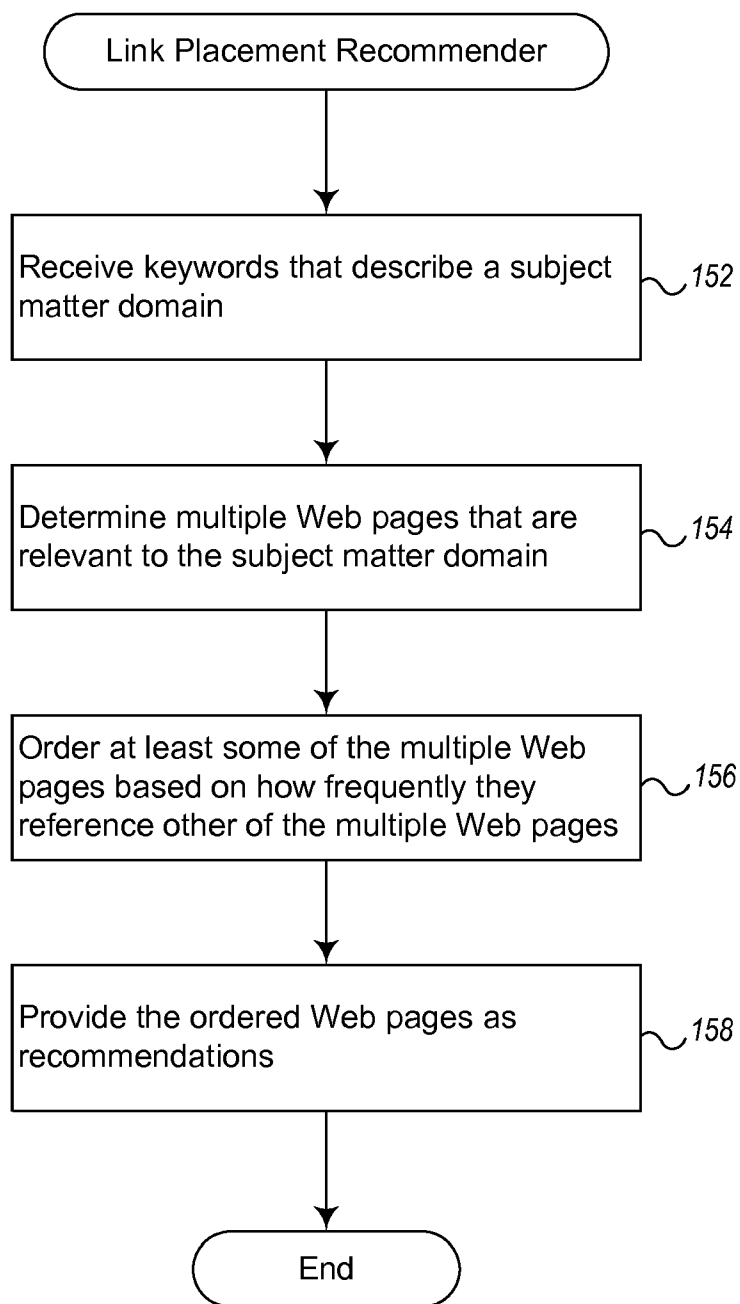 Link Placement Recommender
Receive keywords that describe a subject
matter domain
152
Determine multiple Web pages that are
relevant to the subject matter domain
154
Order at least some of the multiple Web
pages based on how frequently they
reference other of the multiple Web pages
156
Provide the ordered Web pages as
recommendations
158
End